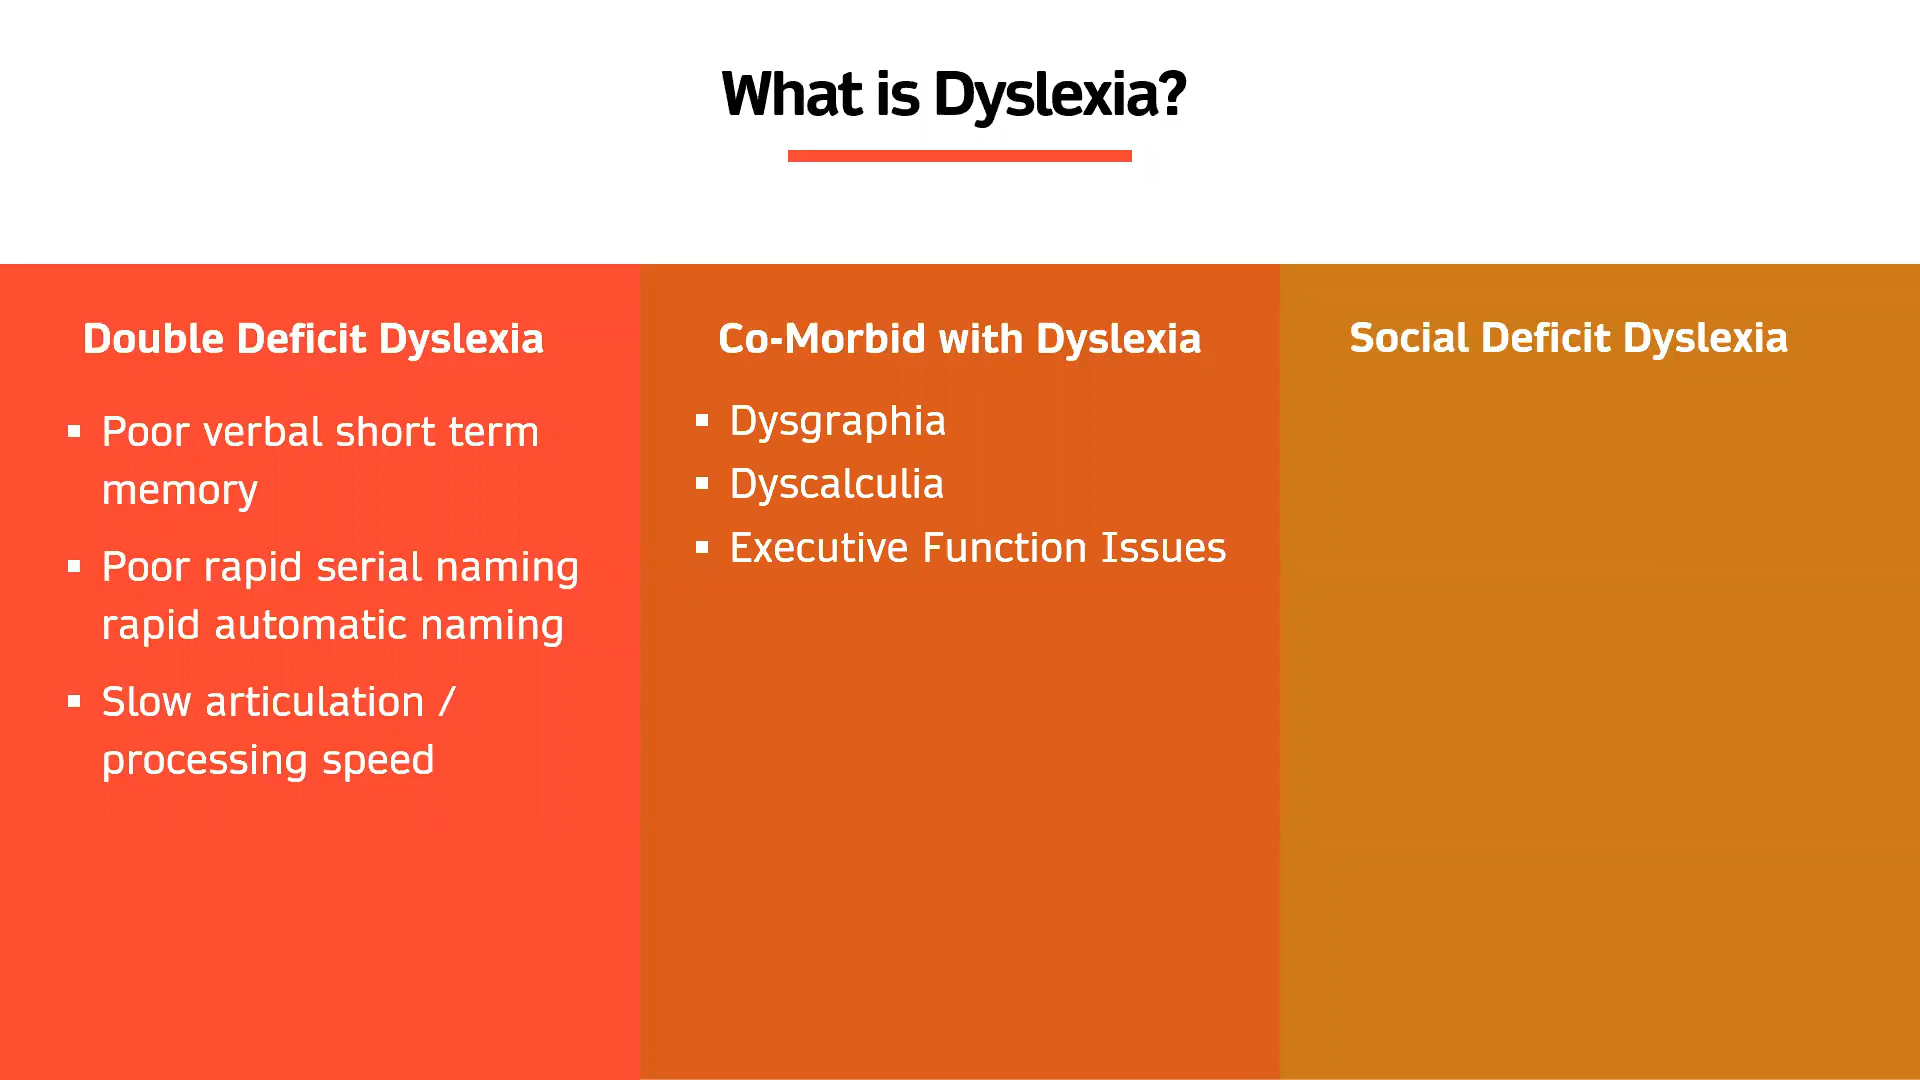 What is Dyslexia?
Double Deficit Dyslexia
▪ Poor verbal short term
memory
▪ Poor rapid serial naming
rapid automatic naming
▪ Slow articulation /
processing speed
Co-Morbid with Dyslexia
▪ Dysgraphia
▪ Dyscalculia
▪ Executive Function Issues
Social Deficit Dyslexia